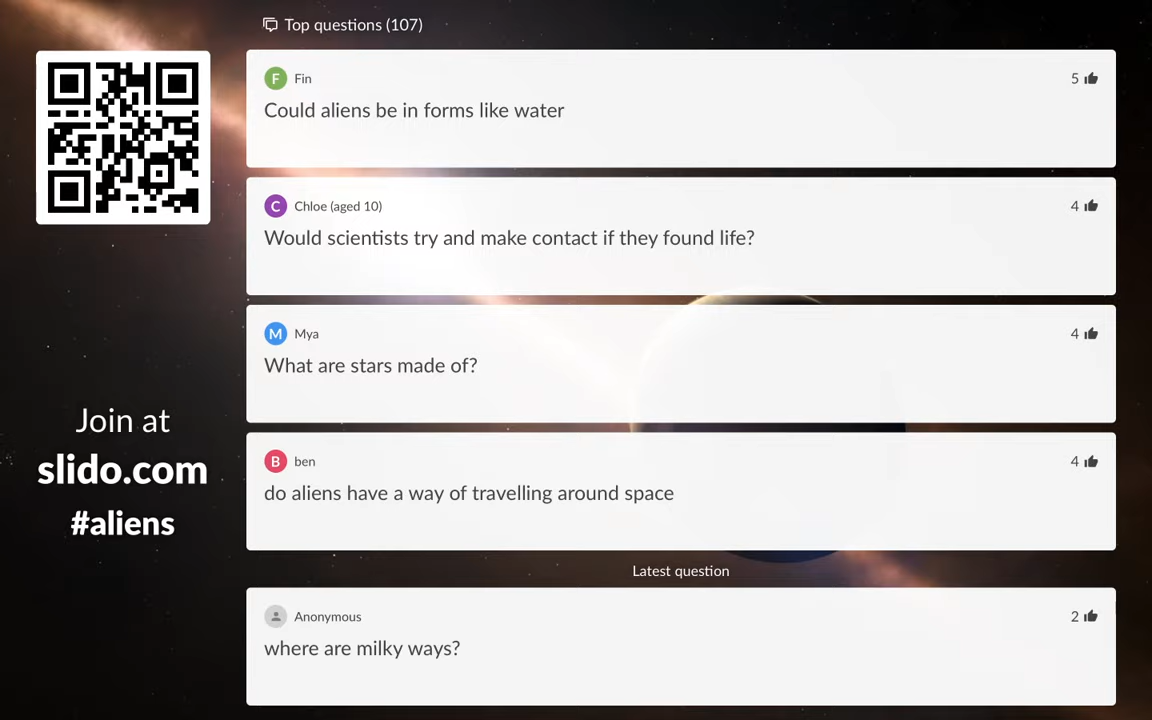 Top questions (107)
F Fin 5
Could aliens be in forms like water
C Chloe (aged 10) 4
Would scientists try and make contact if they found life?
M Mya 4
What are stars made of?
B ben 4
do aliens have a way of travelling around space
Latest question
Anonymous 2
where are milky ways?
Join at
slido.com
#aliens